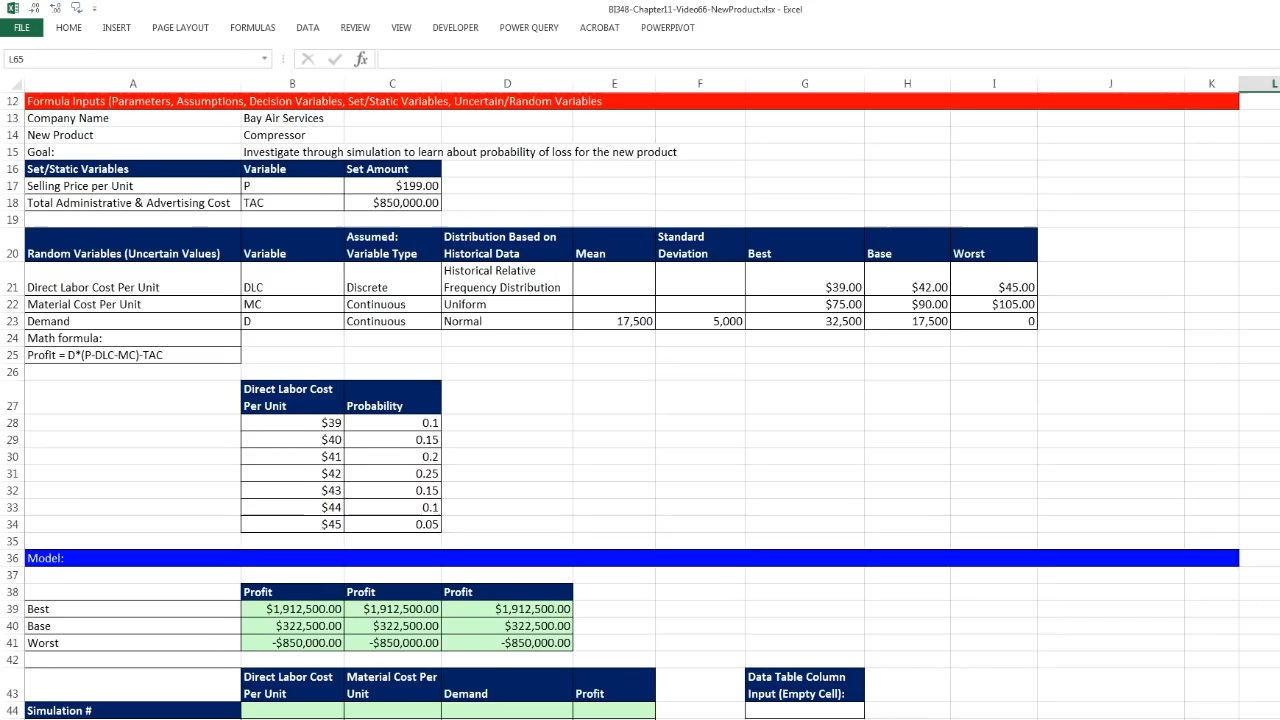 BI348-Chapter11-Video66-NewProduct.xlsx - Excel
FILE HOME INSERT PAGE LAYOUT FORMULAS DATA REVIEW VIEW DEVELOPER POWER QUERY ACROBAT POWERPIVOT
L65 fx
A B C D E F G H I J K L
12 Formula Inputs (Parameters, Assumptions, Decision Variables, Set/Static Variables, Uncertain/Random Variables
13 Company Name Bay Air Services
14 New Product Compressor
15 Goal: Investigate through simulation to learn about probability of loss for the new product
16 Set/Static Variables Variable Set Amount
17 Selling Price per Unit P $199.00
18 Total Administrative & Advertising Cost TAC $850,000.00
19
Assumed: Distribution Based on Standard
20 Random Variables (Uncertain Values) Variable Variable Type Historical Data Mean Deviation Best Base Worst
Historical Relative
21 Direct Labor Cost Per Unit DLC Discrete Frequency Distribution $39.00 $42.00 $45.00
22 Material Cost Per Unit MC Continuous Uniform $75.00 $90.00 $105.00
23 Demand D Continuous Normal 17,500 5,000 32,500 17,500 0
24 Math formula:
25 Profit = D*(P-DLC-MC)-TAC
26
Direct Labor Cost
27 Per Unit Probability
28 $39 0.1
29 $40 0.15
30 $41 0.2
31 $42 0.25
32 $43 0.15
33 $44 0.1
34 $45 0.05
35
36 Model:
37
38 Profit Profit Profit
39 Best $1,912,500.00 $1,912,500.00 $1,912,500.00
40 Base $322,500.00 $322,500.00 $322,500.00
41 Worst -$850,000.00 -$850,000.00 -$850,000.00
42
Direct Labor Cost Material Cost Per Data Table Column
43 Per Unit Unit Demand Profit Input (Empty Cell):
44 Simulation #